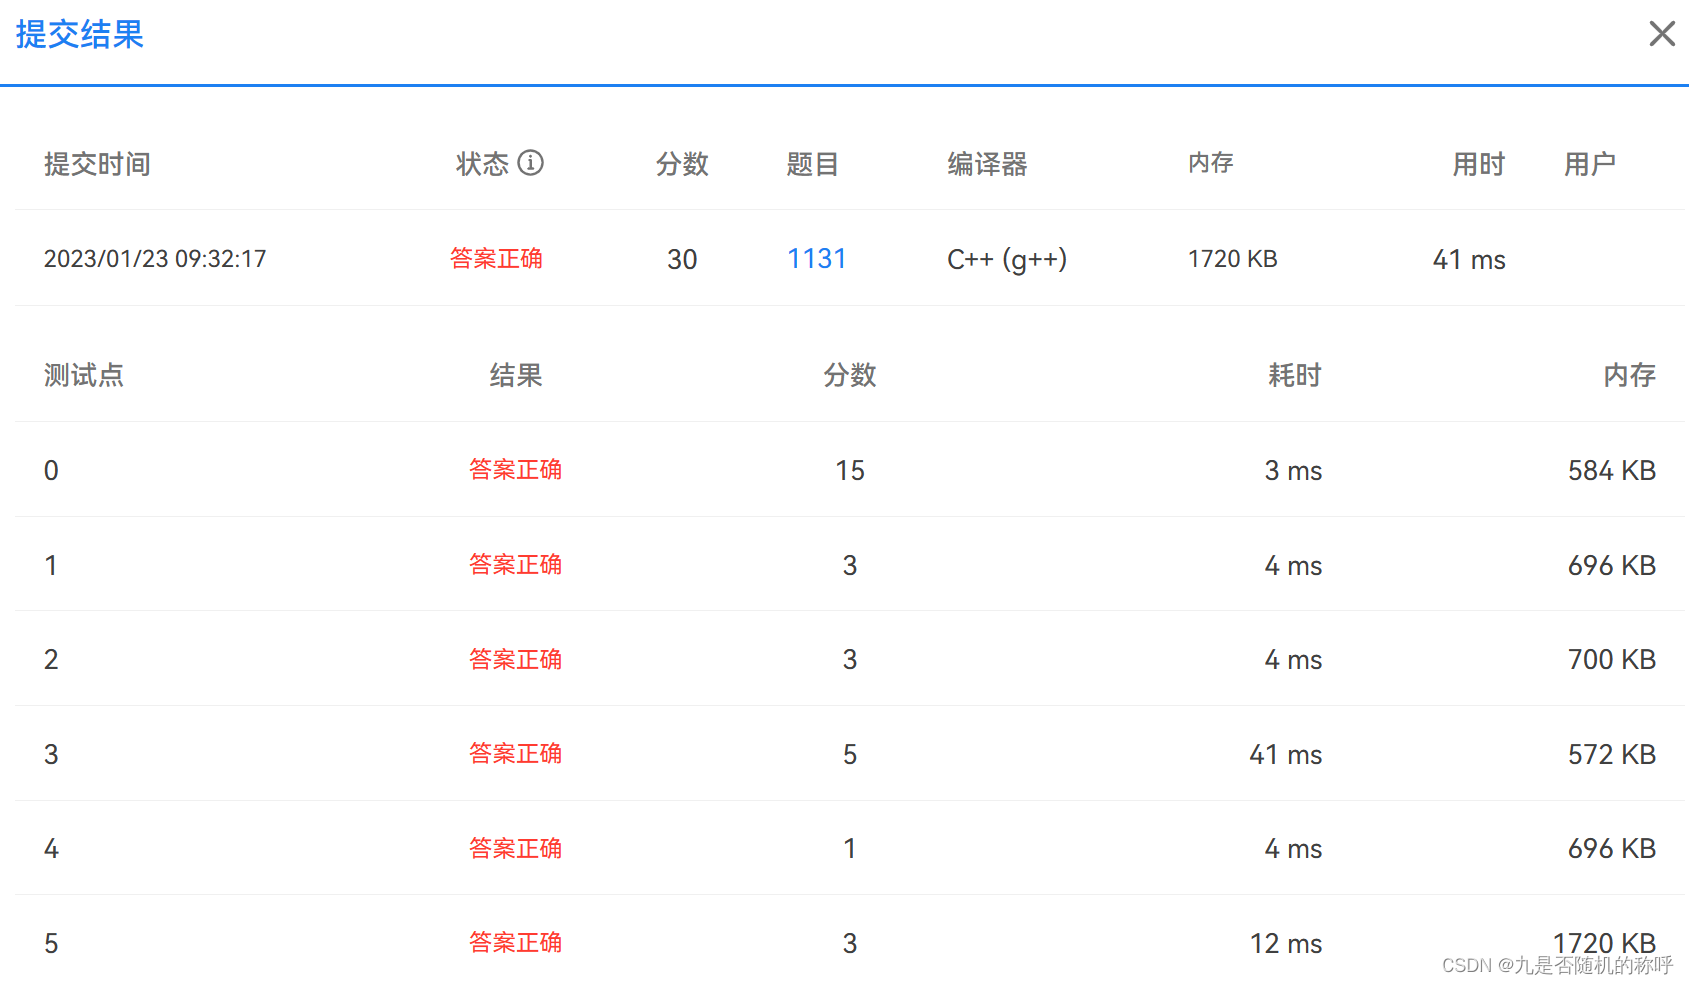 提交结果
提交时间 状态 分数 题目 编译器 内存 用时 用户
2023/01/23 09:32:17 答案正确 30 1131 C++ (g++) 1720 KB 41 ms
测试点 结果 分数 耗时 内存
0 答案正确 15 3 ms 584 KB
1 答案正确 3 4 ms 696 KB
2 答案正确 3 4 ms 700 KB
3 答案正确 5 41 ms 572 KB
4 答案正确 1 4 ms 696 KB
5 答案正确 3 12 ms 1720 KB
CSDN @九是否随机的称呼